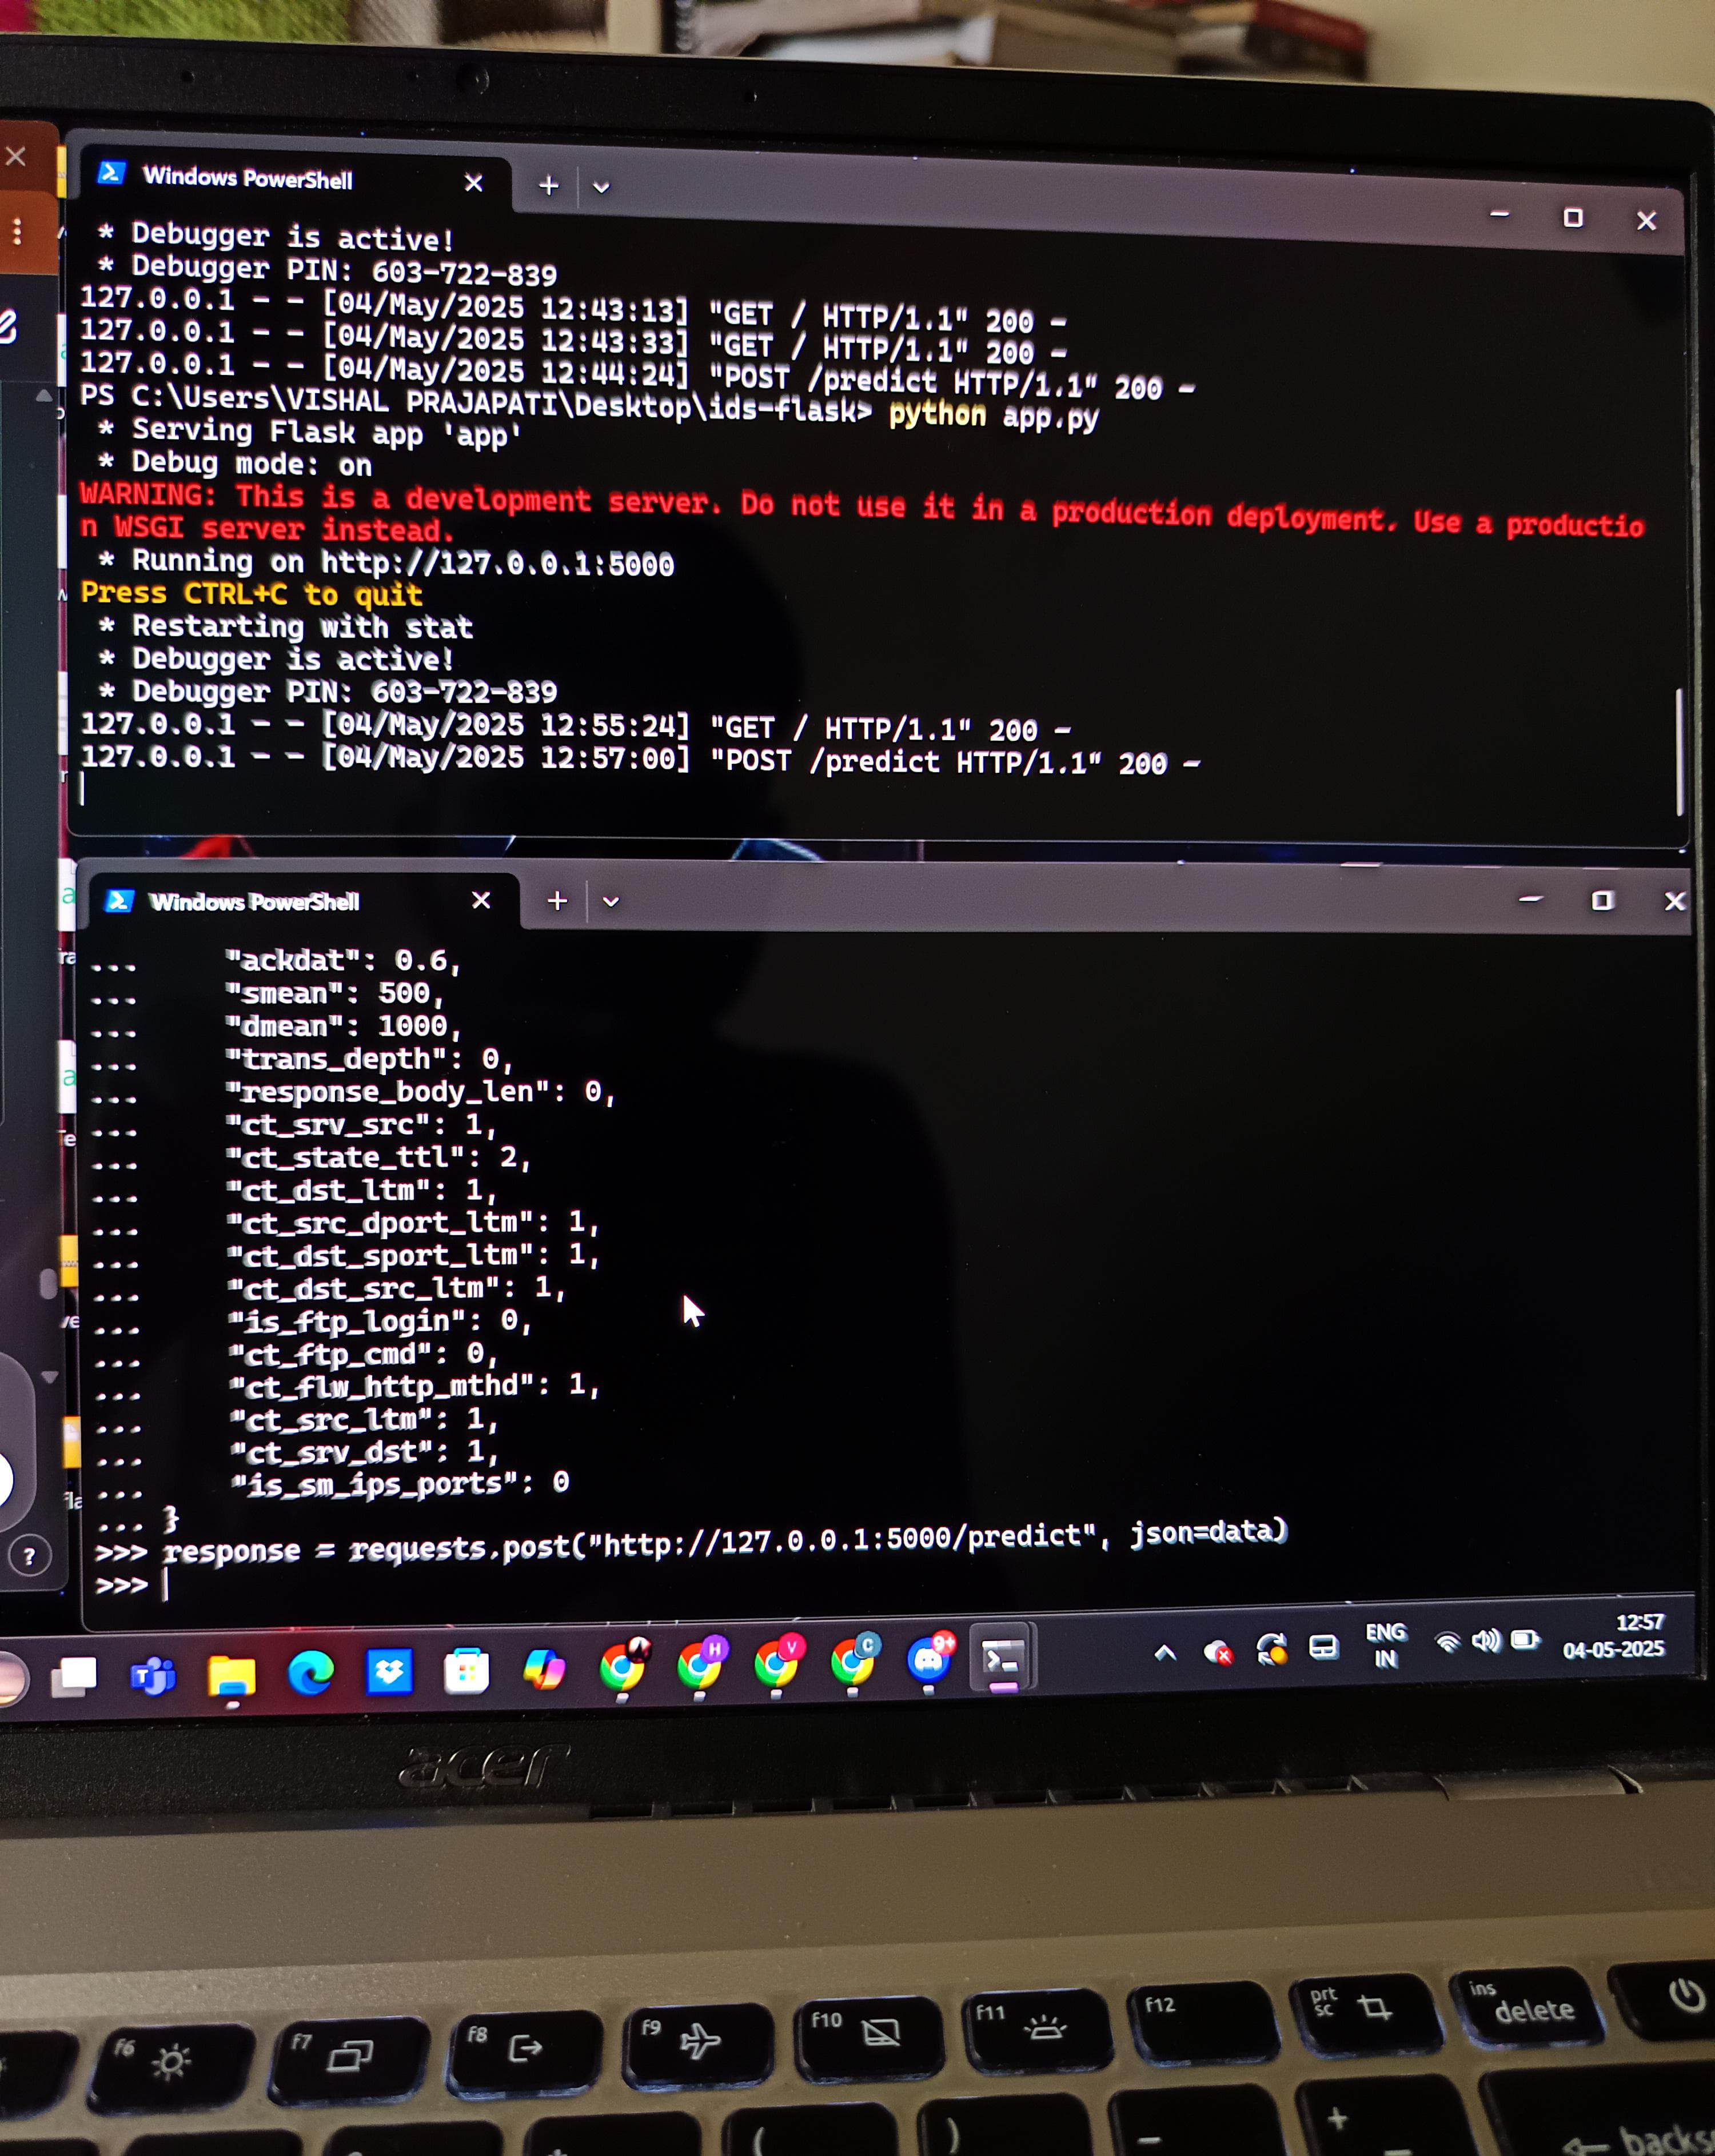 Windows PowerShell
* Debugger is active!
* Debugger PIN: 603-722-839
127.0.0.1 - - [04/May/2025 12:43:13] "GET / HTTP/1.1" 200 -
127.0.0.1 - - [04/May/2025 12:43:33] "GET / HTTP/1.1" 200 -
127.0.0.1 - - [04/May/2025 12:44:24] "POST /predict HTTP/1.1" 200 -
PS C:\Users\VISHAL PRAJAPATI\Desktop\ids-flask> python app.py
* Serving Flask app 'app'
* Debug mode: on
WARNING: This is a development server. Do not use it in a production deployment. Use a productio
n WSGI server instead.
* Running on http://127.0.0.1:5000
Press CTRL+C to quit
* Restarting with stat
* Debugger is active!
* Debugger PIN: 603-722-839
127.0.0.1 - - [04/May/2025 12:55:24] "GET / HTTP/1.1" 200 -
127.0.0.1 - - [04/May/2025 12:57:00] "POST /predict HTTP/1.1" 200 -
Windows PowerShell
... "ackdat": 0.6,
... "smean": 500,
... "dmean": 1000,
... "trans_depth": 0,
... "response_body_len": 0,
... "ct_srv_src": 1,
... "ct_state_ttl": 2,
... "ct_dst_ltm": 1,
... "ct_src_dport_ltm": 1,
... "ct_dst_sport_ltm": 1,
... "ct_dst_src_ltm": 1,
... "is_ftp_login": 0,
... "ct_ftp_cmd": 0,
... "ct_flw_http_mthd": 1,
... "ct_src_ltm": 1,
... "ct_srv_dst": 1,
... "is_sm_ips_ports": 0
... }
>>> response = requests.post("http://127.0.0.1:5000/predict", json=data)
>>>
?
T
H
V
C
9+
ENG
IN
12:57
04-05-2025
acer
f6
f7
f8
f9
f10
f11
f12
prt
sc
ins
delete
(
)
-
+
-
backs